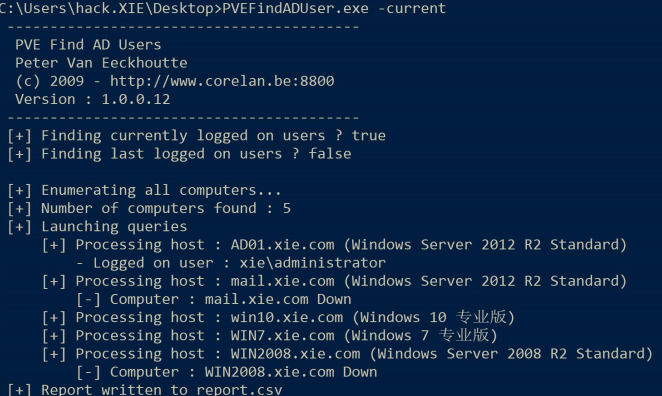 C:\Users\hack.XIE\Desktop>PVEFindADUser.exe -current
-----------------------------------------
PVE Find AD Users
Peter Van Eeckhoutte
(c) 2009 - http://www.corelan.be:8800
Version : 1.0.0.12
-----------------------------------------
[+] Finding currently logged on users ? true
[+] Finding last logged on users ? false
[+] Enumerating all computers...
[+] Number of computers found : 5
[+] Launching queries
[+] Processing host : AD01.xie.com (Windows Server 2012 R2 Standard)
- Logged on user : xie\administrator
[+] Processing host : mail.xie.com (Windows Server 2012 R2 Standard)
[-] Computer : mail.xie.com Down
[+] Processing host : win10.xie.com (Windows 10 专业版)
[+] Processing host : WIN7.xie.com (Windows 7 专业版)
[+] Processing host : WIN2008.xie.com (Windows Server 2008 R2 Standard)
[-] Computer : WIN2008.xie.com Down
[+] Report written to report.csv